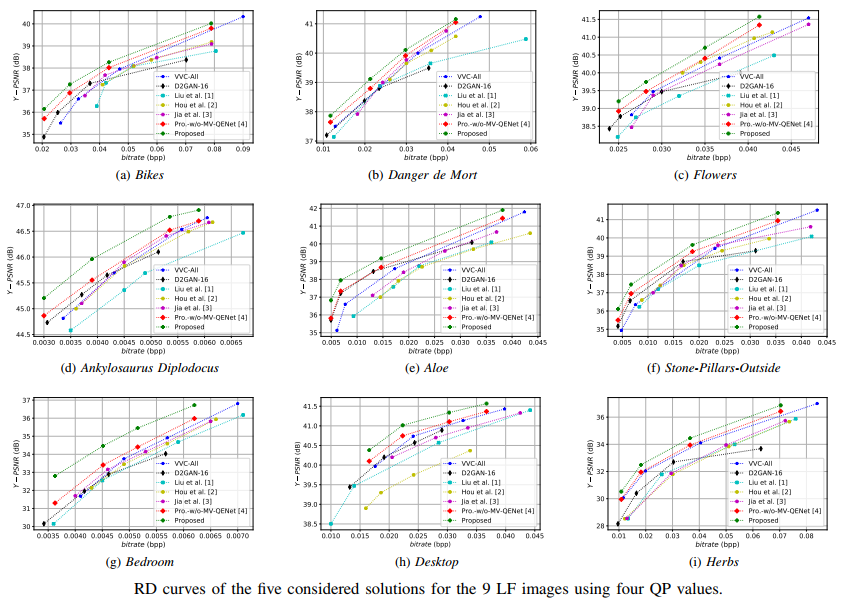 40
39
38
37
36
35
Y−PSNR (dB)
VVC-All
D2GAN-16
Liu et al. [1]
Hou et al. [2]
Jia et al. [3]
Pro.-w/o-MV-QENet [4]
Proposed
0.02 0.03 0.04 0.05 0.06 0.07 0.08 0.09
bitrate (bpp)
(a) Bikes
41
40
39
38
37
Y−PSNR (dB)
VVC-All
D2GAN-16
Liu et al. [1]
Hou et al. [2]
Jia et al. [3]
Pro.-w/o-MV-QENet [4]
Proposed
0.01 0.02 0.03 0.04 0.05 0.06
bitrate (bpp)
(b) Danger de Mort
41.5
41.0
40.5
40.0
39.5
39.0
38.5
Y−PSNR (dB)
VVC-All
D2GAN-16
Liu et al. [1]
Hou et al. [2]
Jia et al. [3]
Pro.-w/o-MV-QENet [4]
Proposed
0.025 0.030 0.035 0.040 0.045
bitrate (bpp)
(c) Flowers
47.0
46.5
46.0
45.5
45.0
44.5
Y−PSNR (dB)
VVC-All
D2GAN-16
Liu et al. [1]
Hou et al. [2]
Jia et al. [3]
Pro.-w/o-MV-QENet [4]
Proposed
0.0030 0.0035 0.0040 0.0045 0.0050 0.0055 0.0060 0.0065
bitrate (bpp)
(d) Ankylosaurus Diplodocus
42
41
40
39
38
37
36
35
Y−PSNR (dB)
VVC-All
D2GAN-16
Liu et al. [1]
Hou et al. [2]
Jia et al. [3]
Pro.-w/o-MV-QENet [4]
Proposed
0.005 0.010 0.015 0.020 0.025 0.030 0.035 0.040 0.045
bitrate (bpp)
(e) Aloe
41
40
39
38
37
36
35
Y−PSNR (dB)
VVC-All
D2GAN-16
Liu et al. [1]
Hou et al. [2]
Jia et al. [3]
Pro.-w/o-MV-QENet [4]
Proposed
0.005 0.010 0.015 0.020 0.025 0.030 0.035 0.040 0.045
bitrate (bpp)
(f) Stone-Pillars-Outside
37
36
35
34
33
32
31
30
Y−PSNR (dB)
VVC-All
D2GAN-16
Liu et al. [1]
Hou et al. [2]
Jia et al. [3]
Pro.-w/o-MV-QENet [4]
Proposed
0.0035 0.0040 0.0045 0.0050 0.0055 0.0060 0.0065 0.0070
bitrate (bpp)
(g) Bedroom
41.5
41.0
40.5
40.0
39.5
39.0
38.5
Y−PSNR (dB)
VVC-All
D2GAN-16
Liu et al. [1]
Hou et al. [2]
Jia et al. [3]
Pro.-w/o-MV-QENet [4]
Proposed
0.010 0.015 0.020 0.025 0.030 0.035 0.040 0.045
bitrate (bpp)
(h) Desktop
36
34
32
30
28
Y−PSNR (dB)
VVC-All
D2GAN-16
Liu et al. [1]
Hou et al. [2]
Jia et al. [3]
Pro.-w/o-MV-QENet [4]
Proposed
0.01 0.02 0.03 0.04 0.05 0.06 0.07 0.08
bitrate (bpp)
(i) Herbs
RD curves of the five considered solutions for the 9 LF images using four QP values.